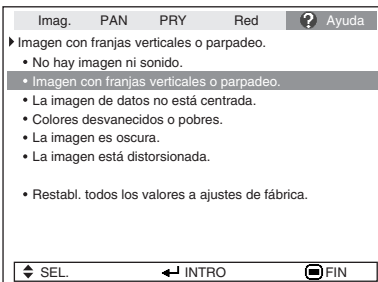 Imag. PAN PRY Red ? Ayuda
Imagen con franjas verticales o parpadeo.
• No hay imagen ni sonido.
• Imagen con franjas verticales o parpadeo.
• La imagen de datos no está centrada.
• Colores desvanecidos o pobres.
• La imagen es oscura.
• La imagen está distorsionada.
• Restabl. todos los valores a ajustes de fábrica.
SEL. INTRO FIN